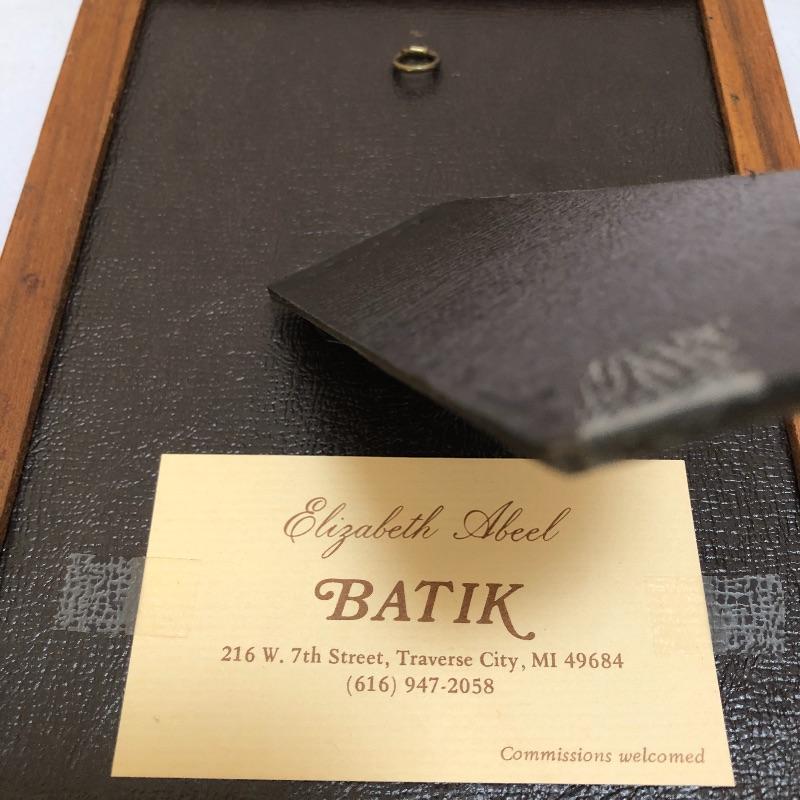 Elizabeth Abeel
BATIK
216 W. 7th Street, Traverse City, MI 49684
(616) 947-2058
Commissions welcomed